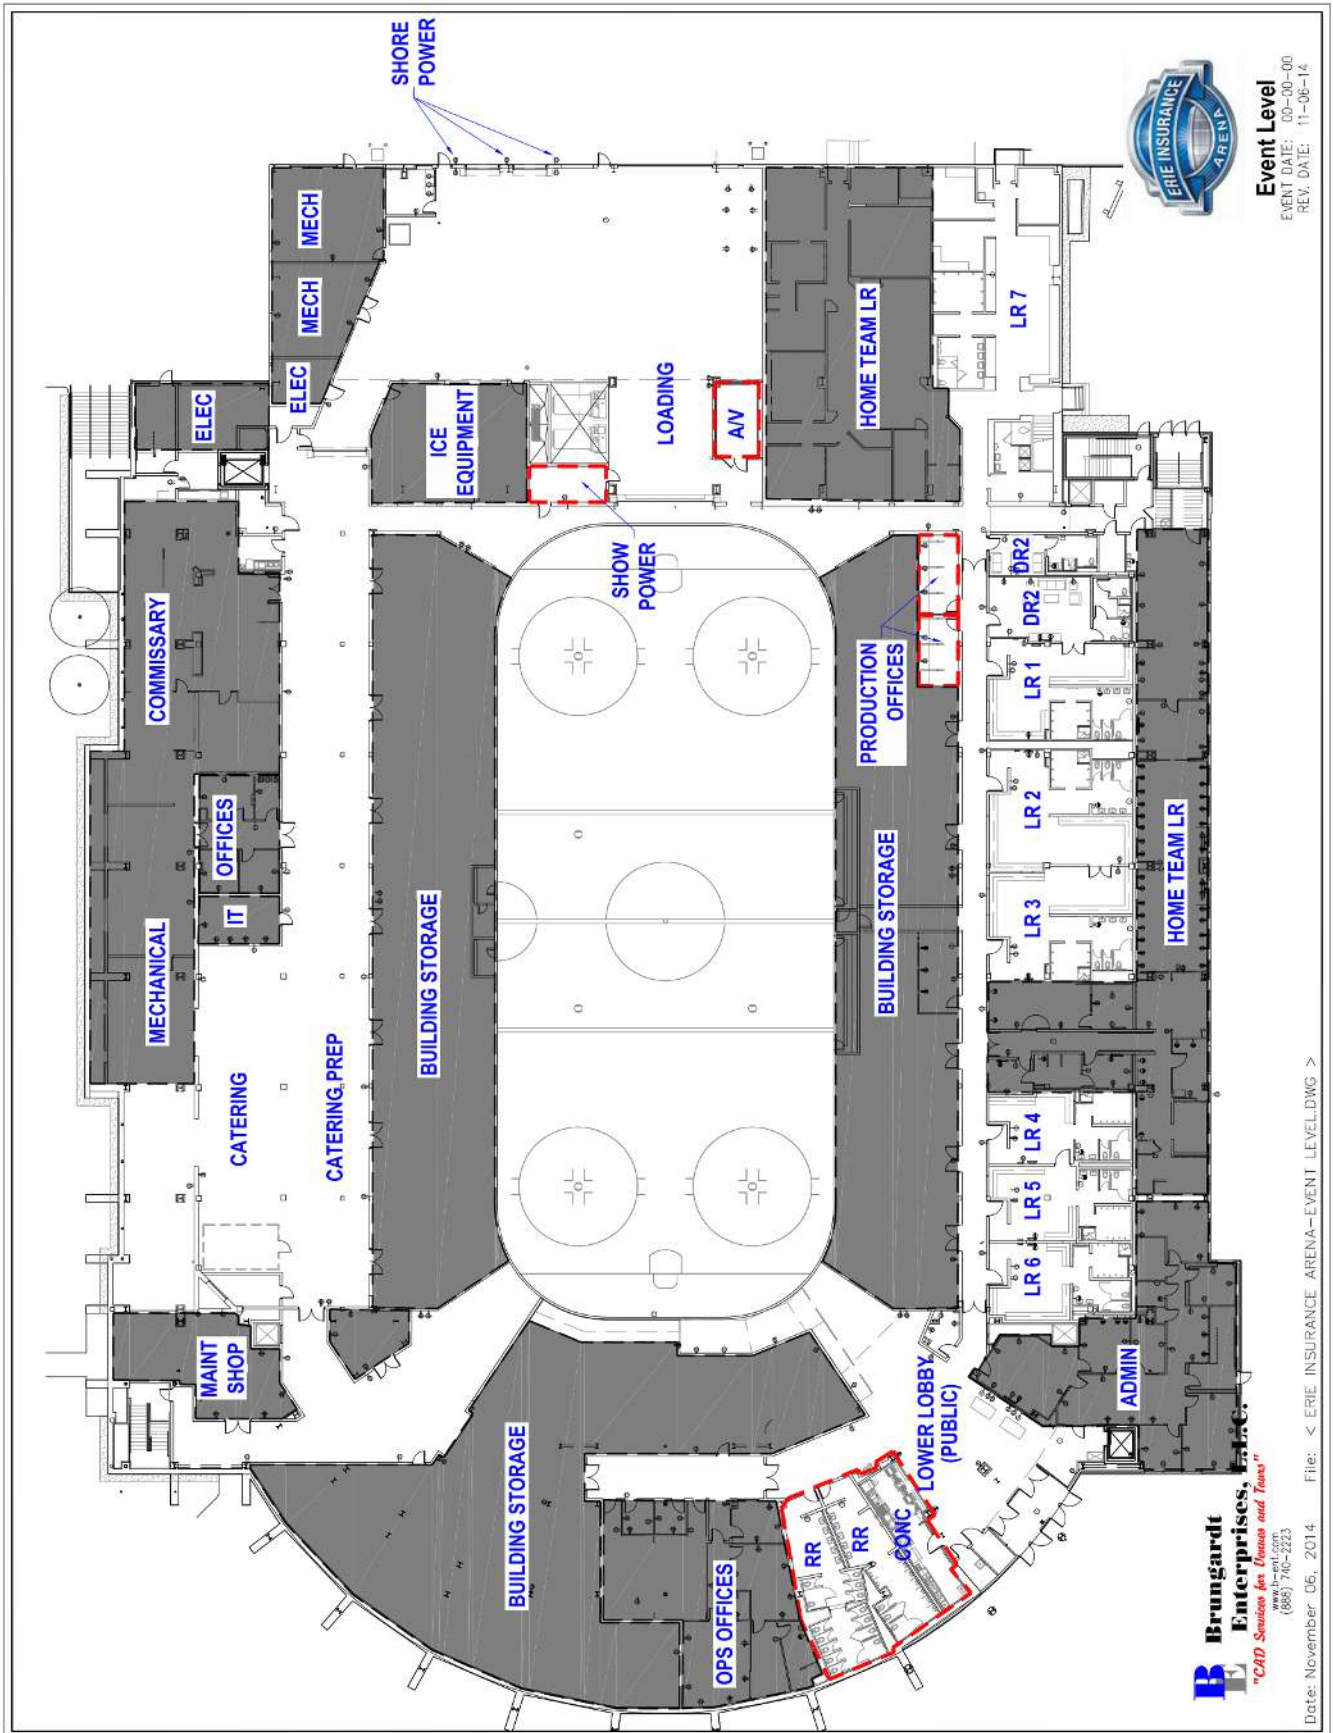 SHORE
POWER
MECH
MECH
ELEC
ELEC
ICE
EQUIPMENT
LOADING
A/V
HOME TEAM LR
LR 7
SHOW
POWER
COMMISSARY
OFFICES
IT
MECHANICAL
CATERING
CATERING PREP
BUILDING STORAGE
PRODUCTION
OFFICES
BUILDING STORAGE
DR2
DR2
LR 1
LR 2
LR 3
HOME TEAM LR
LR 4
LR 5
LR 6
MAINT
SHOP
BUILDING STORAGE
OPS OFFICES
RR
RR
CONC
LOWER LOBBY
(PUBLIC)
ADMIN
ERIE INSURANCE
ARENA
Event Level
EVENT DATE: 00-00-00
REV. DATE: 11-06-14
BE
Brungardt
Enterprises, L.L.C.
"CAD Services for Venues and Tours"
www.b-ent.com
(888) 740-2223
Date: November 06, 2014 File: < ERIE INSURANCE ARENA-EVENT LEVEL.DWG >